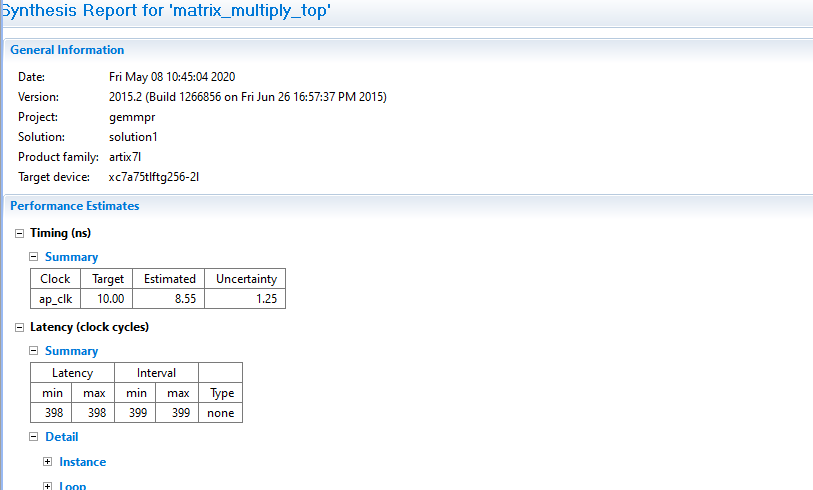 Synthesis Report for 'matrix_multiply_top'
General Information
Date: Fri May 08 10:45:04 2020
Version: 2015.2 (Build 1266856 on Fri Jun 26 16:57:37 PM 2015)
Project: gemmpr
Solution: solution1
Product family: artix7l
Target device: xc7a75tlftg256-2l
Performance Estimates
Timing (ns)
Summary
Clock Target Estimated Uncertainty
ap_clk 10.00 8.55 1.25
Latency (clock cycles)
Summary
Latency Interval
min max min max Type
398 398 399 399 none
Detail
Instance
Loop